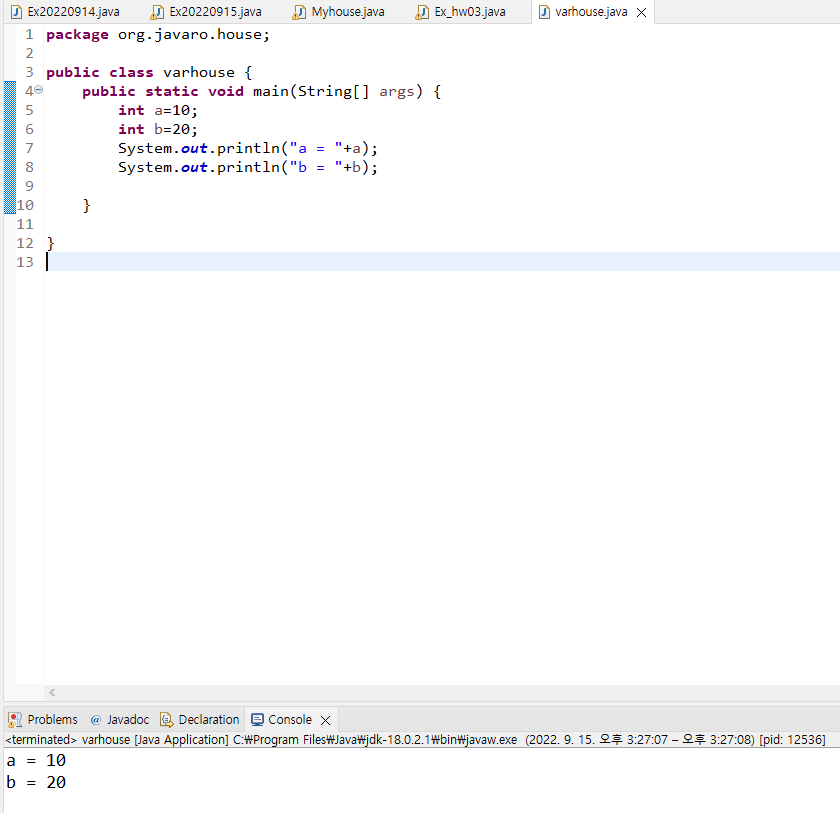 Ex20220914.java Ex20220915.java Myhouse.java Ex_hw03.java varhouse.java
1 package org.javaro.house;
2
3 public class varhouse {
4 public static void main(String[] args) {
5 int a=10;
6 int b=20;
7 System.out.println("a = "+a);
8 System.out.println("b = "+b);
9
10 }
11
12 }
13
Problems @ Javadoc Declaration Console
<terminated> varhouse [Java Application] C:₩Program Files₩Java₩jdk-18.0.2.1₩bin₩javaw.exe (2022. 9. 15. 오후 3:27:07 – 오후 3:27:08) [pid: 12536]
a = 10
b = 20